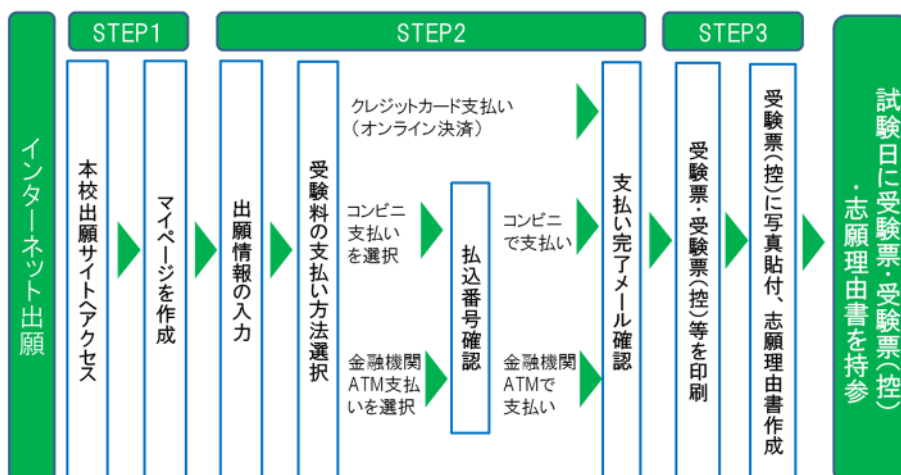 インターネット出願
STEP1
本校出願サイトへアクセス
マイページを作成
STEP2
出願情報の入力
受験料の支払い方法選択
クレジットカード支払い
(オンライン決済)
コンビニ
支払い
を選択
金融機関
ATM支払
いを選択
払込番号確認
コンビニ
で支払い
金融機関
ATMで
支払い
支払い完了メール確認
STEP3
受験票・受験票(控)等を印刷
受験票(控)に写真貼付、志願理由書作成
試験日に受験票・受験票(控)
・志願理由書を持参